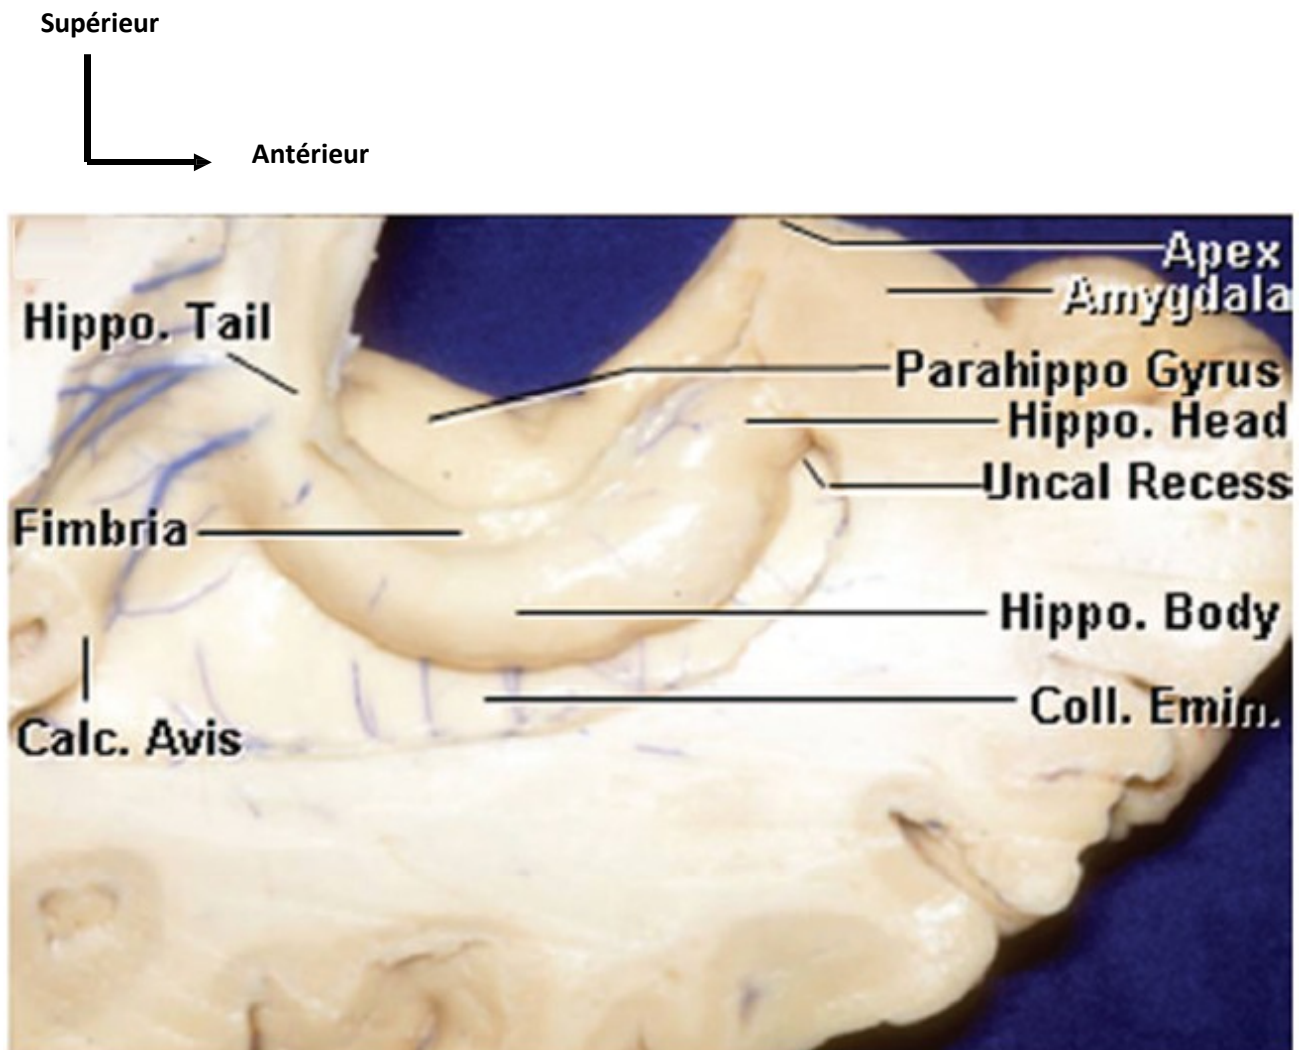 Supérieur
Antérieur
Apex
Amygdala
Hippo. Tail
Parahippo Gyrus
Hippo. Head
Uncal Recess
Fimbria
Hippo. Body
Coll. Emin.
Calc. Avis